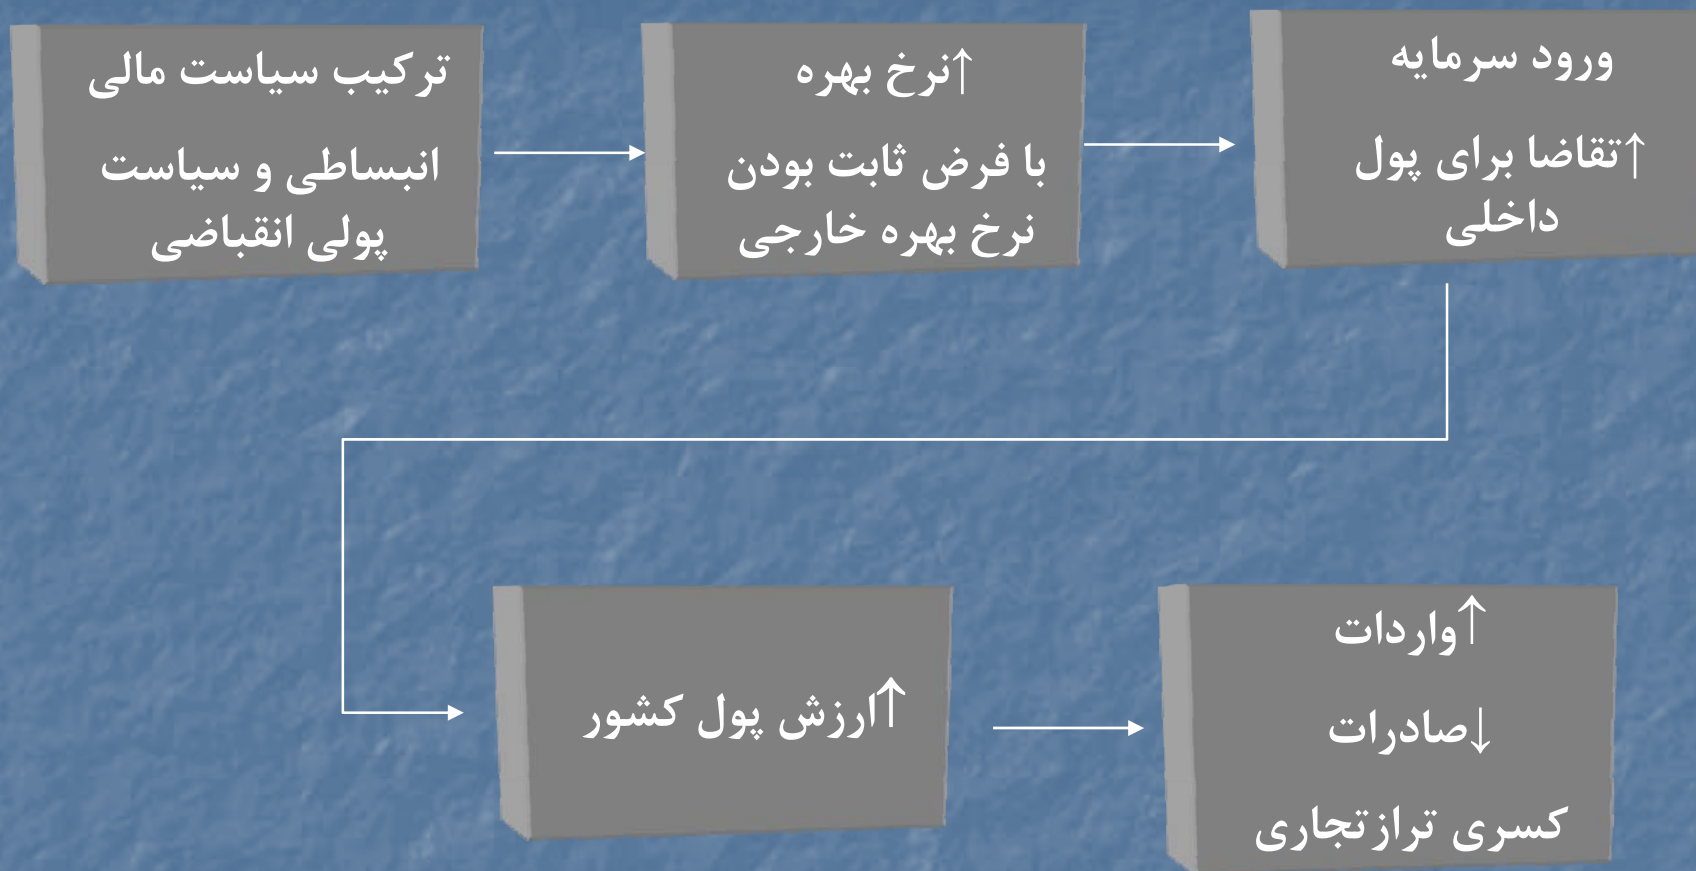 ترکیب سیاست مالی
انبساطی و سیاست
پولی انقباضی
↑نرخ بهره
با فرض ثابت بودن
نرخ بهره خارجی
ورود سرمایه
↑تقاضا برای پول
داخلی
↑ارزش پول کشور
↑واردات
↓صادرات
کسری ترازتجاری